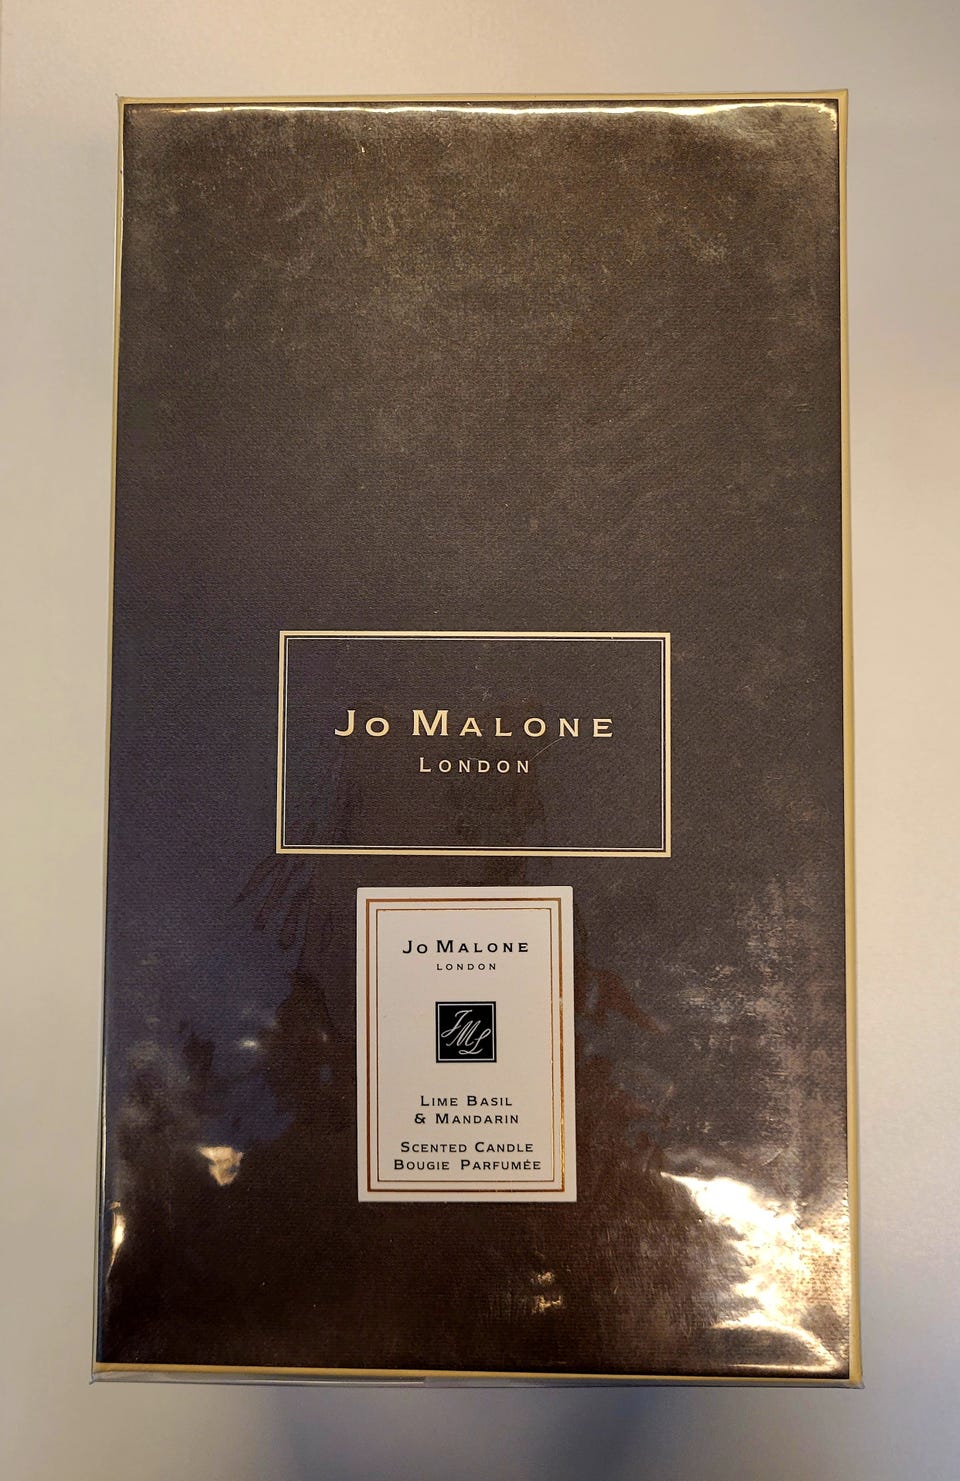 Jo Malone
London
Jo Malone
London
JML
Lime Basil
& Mandarin
Scented Candle
Bougie Parfumée